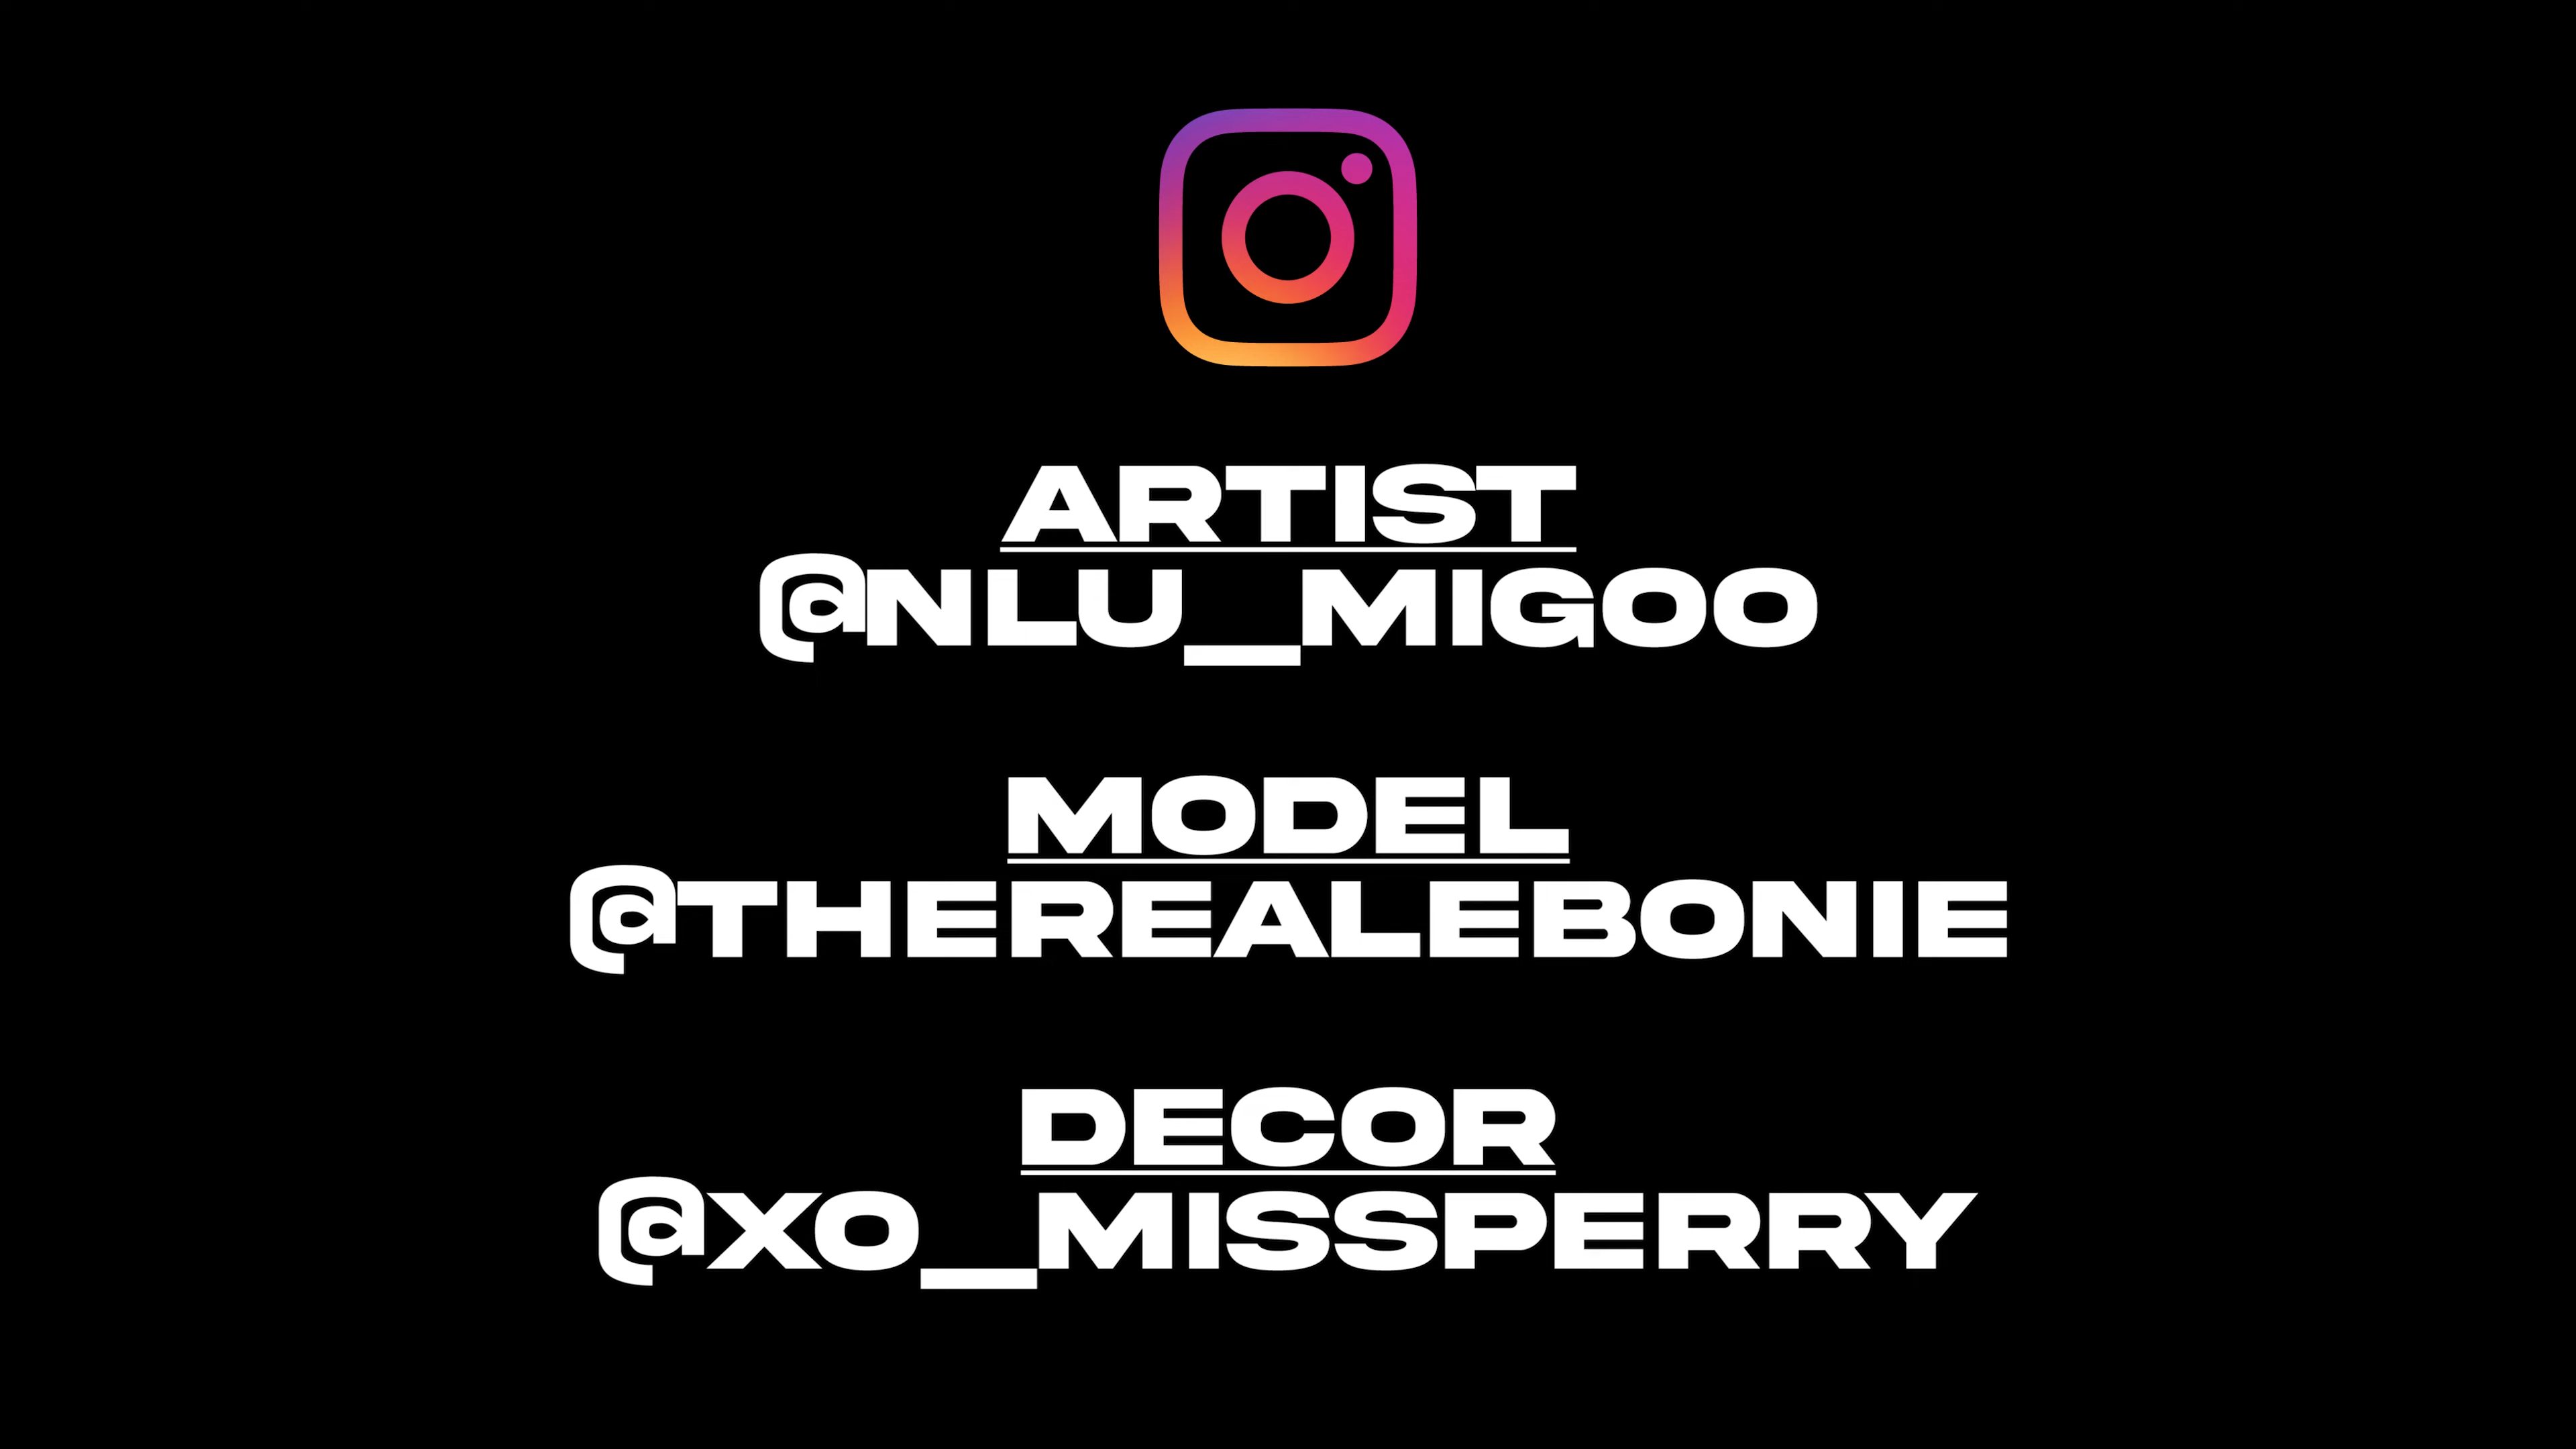 ARTIST
@NLU_MIGOO
MODEL
@THEREALEBONIE
DECOR
@XO_MISSPERRY